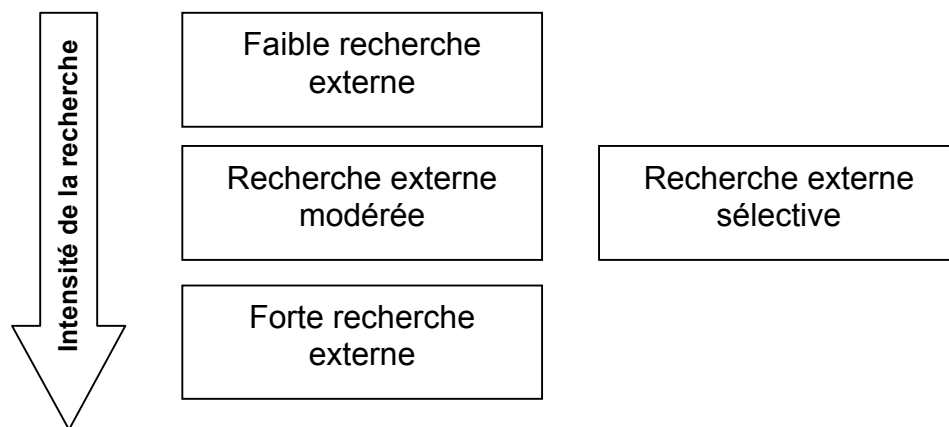 Intensité de la recherche
Faible recherche
externe
Recherche externe
modérée
Recherche externe
sélective
Forte recherche
externe